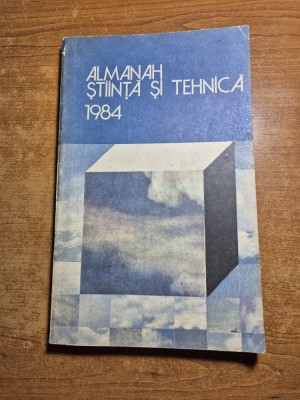 ALMANAH
ȘTIINȚĂ ȘI TEHNICĂ
1984